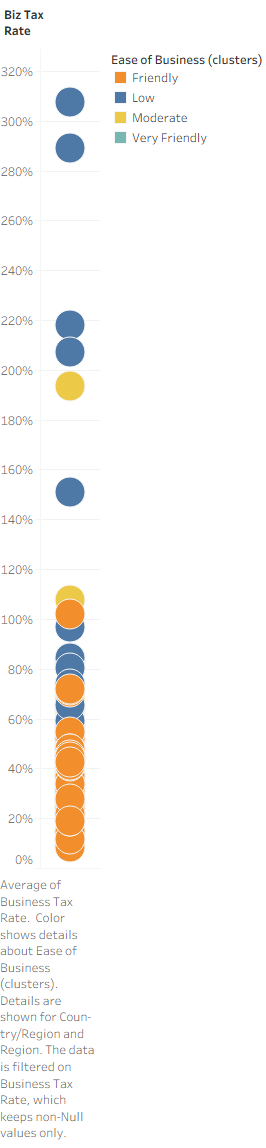 Biz Tax
Rate
Ease of Business (clusters)
Friendly
Low
Moderate
Very Friendly
320%
300%
280%
260%
240%
220%
200%
180%
160%
140%
120%
100%
80%
60%
40%
20%
0%
Average of
Business Tax
Rate.  Color
shows details
about Ease of
Business
(clusters).
Details are
shown for Coun-
try/Region and
Region. The data
is filtered on
Business Tax
Rate, which
keeps non-Null
values only.